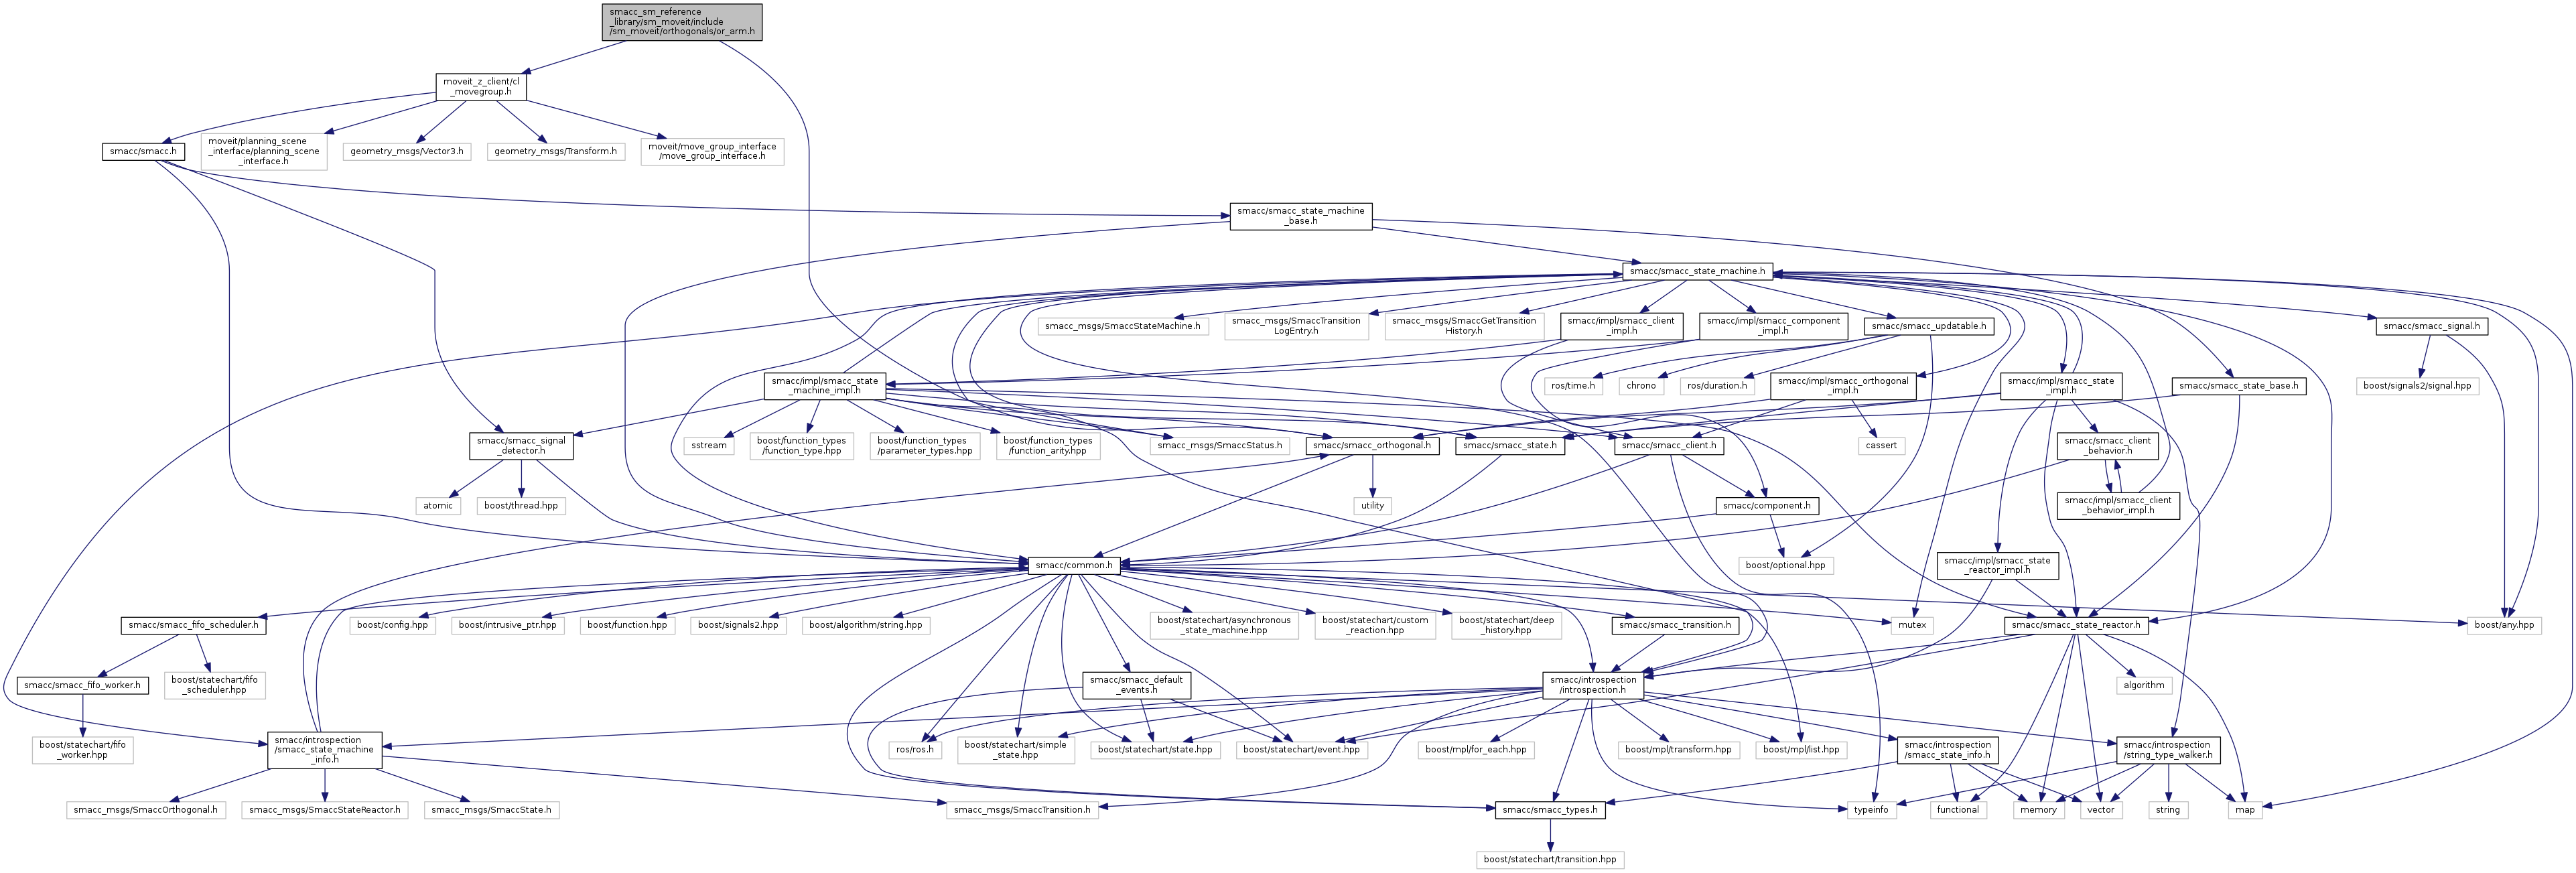 smacc_sm_reference
_library/sm_moveit/include
/sm_moveit/orthogonals/or_arm.h
moveit_z_client/cl
_movegroup.h
smacc/smacc.h
moveit/planning_scene
_interface/planning_scene
_interface.h
geometry_msgs/Vector3.h
geometry_msgs/Transform.h
moveit/move_group_interface
/move_group_interface.h
smacc/smacc_state_machine
_base.h
smacc/smacc_state_machine.h
smacc_msgs/SmaccStateMachine.h
smacc_msgs/SmaccTransition
LogEntry.h
smacc_msgs/SmaccGetTransition
History.h
smacc/impl/smacc_client
_impl.h
smacc/impl/smacc_component
_impl.h
smacc/smacc_updatable.h
smacc/smacc_signal.h
smacc/impl/smacc_state
_machine_impl.h
ros/time.h
chrono
ros/duration.h
smacc/impl/smacc_orthogonal
_impl.h
smacc/impl/smacc_state
_impl.h
smacc/smacc_state_base.h
boost/signals2/signal.hpp
smacc/smacc_signal
_detector.h
sstream
boost/function_types
/function_type.hpp
boost/function_types
/parameter_types.hpp
boost/function_types
/function_arity.hpp
smacc_msgs/SmaccStatus.h
smacc/smacc_orthogonal.h
smacc/smacc_state.h
smacc/smacc_client.h
cassert
smacc/smacc_client
_behavior.h
atomic
boost/thread.hpp
utility
smacc/component.h
smacc/impl/smacc_client
_behavior_impl.h
smacc/common.h
boost/optional.hpp
smacc/impl/smacc_state
_reactor_impl.h
smacc/smacc_fifo_scheduler.h
boost/config.hpp
boost/intrusive_ptr.hpp
boost/function.hpp
boost/signals2.hpp
boost/algorithm/string.hpp
boost/statechart/asynchronous
_state_machine.hpp
boost/statechart/custom
_reaction.hpp
boost/statechart/deep
_history.hpp
smacc/smacc_transition.h
mutex
smacc/smacc_state_reactor.h
boost/any.hpp
smacc/smacc_fifo_worker.h
boost/statechart/fifo
_scheduler.hpp
smacc/smacc_default
_events.h
smacc/introspection
/introspection.h
algorithm
boost/statechart/fifo
_worker.hpp
smacc/introspection
/smacc_state_machine
_info.h
ros/ros.h
boost/statechart/simple
_state.hpp
boost/statechart/state.hpp
boost/statechart/event.hpp
boost/mpl/for_each.hpp
boost/mpl/transform.hpp
boost/mpl/list.hpp
smacc/introspection
/smacc_state_info.h
smacc/introspection
/string_type_walker.h
smacc_msgs/SmaccOrthogonal.h
smacc_msgs/SmaccStateReactor.h
smacc_msgs/SmaccState.h
smacc_msgs/SmaccTransition.h
smacc/smacc_types.h
typeinfo
functional
memory
vector
string
map
boost/statechart/transition.hpp